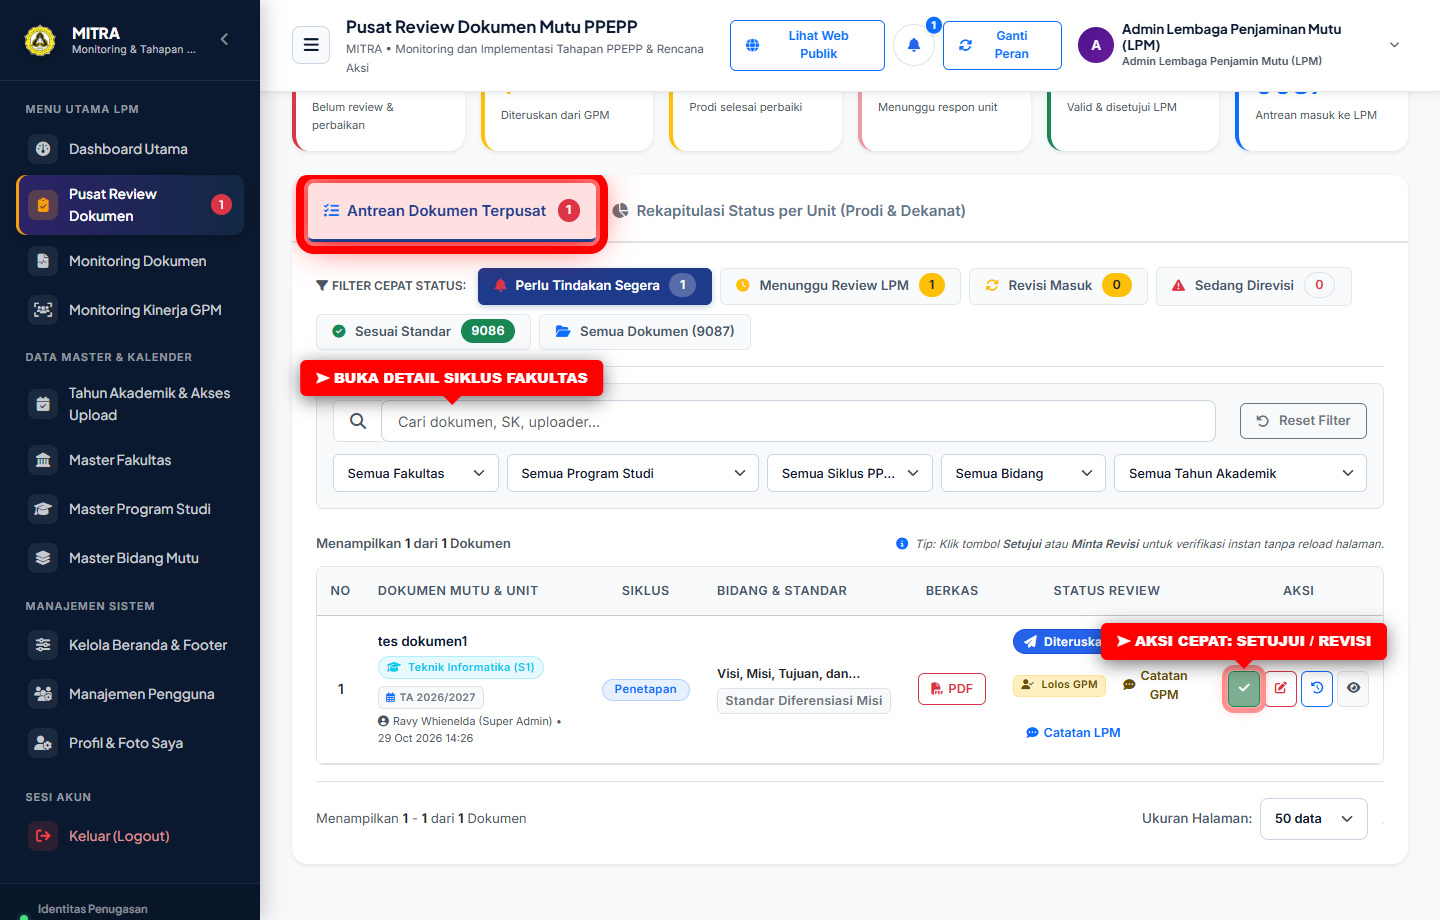 MITRA
Monitoring & Tahapan ...
MENU UTAMA LPM
Dashboard Utama
Pusat Review
Dokumen
1
Monitoring Dokumen
Monitoring Kinerja GPM
DATA MASTER & KALENDER
Tahun Akademik & Akses
Upload
Master Fakultas
Master Program Studi
Master Bidang Mutu
MANAJEMEN SISTEM
Kelola Beranda & Footer
Manajemen Pengguna
Profil & Foto Saya
SESI AKUN
Keluar (Logout)
Identitas Penugasan
Pusat Review Dokumen Mutu PPEPP
MITRA • Monitoring dan Implementasi Tahapan PPEPP & Rencana
Aksi
Lihat Web
Publik
1
Ganti
Peran
A
Admin Lembaga Penjaminan Mutu
(LPM)
Admin Lembaga Penjamin Mutu (LPM)
Belum review &
perbaikan
Diteruskan dari GPM
Prodi selesai perbaiki
Menunggu respon unit
Valid & disetujui LPM
Antrean masuk ke LPM
Antrean Dokumen Terpusat 1
Rekapitulasi Status per Unit (Prodi & Dekanat)
FILTER CEPAT STATUS:
Perlu Tindakan Segera 1
Menunggu Review LPM 1
Revisi Masuk 0
Sedang Direvisi 0
Sesuai Standar 9086
Semua Dokumen (9087)
➤ BUKA DETAIL SIKLUS FAKULTAS
Cari dokumen, SK, uploader...
Reset Filter
Semua Fakultas
Semua Program Studi
Semua Siklus PP...
Semua Bidang
Semua Tahun Akademik
Menampilkan 1 dari 1 Dokumen
Tip: Klik tombol Setujui atau Minta Revisi untuk verifikasi instan tanpa reload halaman.
NO DOKUMEN MUTU & UNIT SIKLUS BIDANG & STANDAR BERKAS STATUS REVIEW AKSI
1
tes dokumen1
Teknik Informatika (S1)
TA 2026/2027
Ravy Whienelda (Super Admin) •
29 Oct 2026 14:26
Penetapan
Visi, Misi, Tujuan, dan...
Standar Diferensiasi Misi
PDF
➤ AKSI CEPAT: SETUJUI / REVISI
Lolos GPM
Catatan
GPM
Catatan LPM
Menampilkan 1 - 1 dari 1 Dokumen
Ukuran Halaman:
50 data